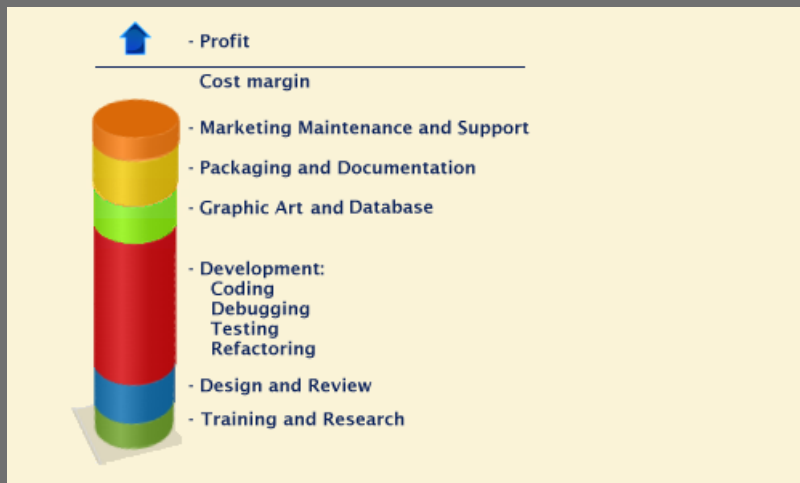 - Profit
Cost margin
- Marketing Maintenance and Support
- Packaging and Documentation
- Graphic Art and Database
- Development:
Coding
Debugging
Testing
Refactoring
- Design and Review
- Training and Research